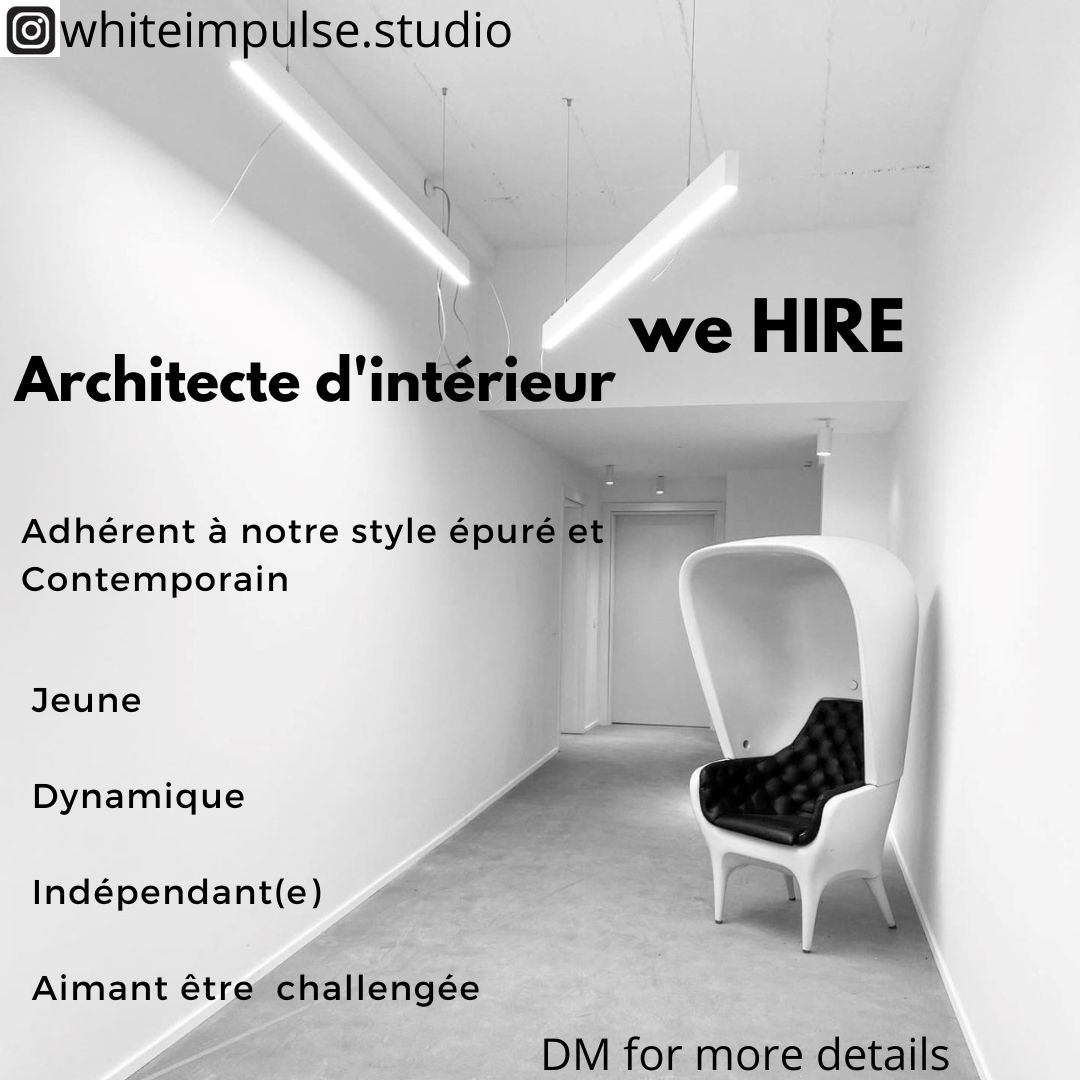 whiteimpulse.studio
we HIRE
Architecte d'intérieur
Adhérent à notre style épuré et
Contemporain
Jeune
Dynamique
Indépendant(e)
Aimant être  challengée
DM for more details